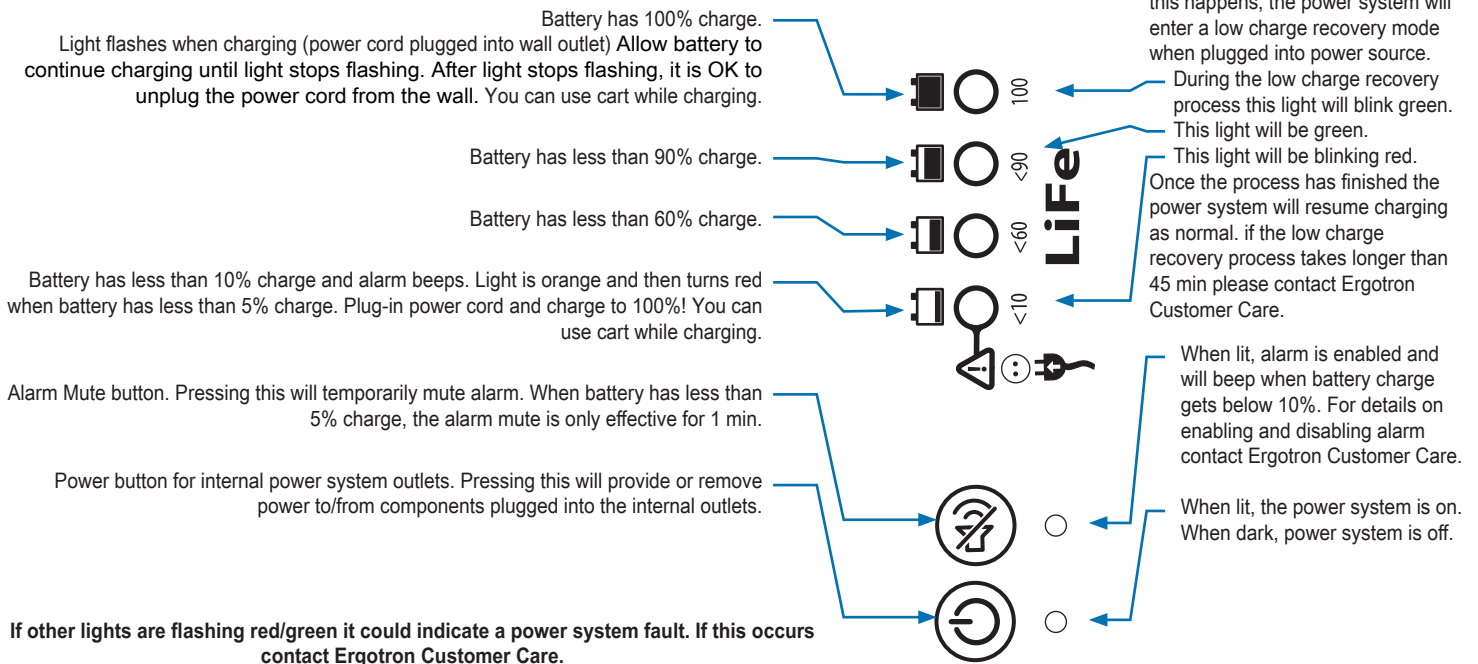 Battery has 100% charge.
Light flashes when charging (power cord plugged into wall outlet) Allow battery to
continue charging until light stops flashing. After light stops flashing, it is OK to
unplug the power cord from the wall. You can use cart while charging.
Battery has less than 90% charge.
Battery has less than 60% charge.
Battery has less than 10% charge and alarm beeps. Light is orange and then turns red
when battery has less than 5% charge. Plug-in power cord and charge to 100%! You can
use cart while charging.
Alarm Mute button. Pressing this will temporarily mute alarm. When battery has less than
5% charge, the alarm mute is only effective for 1 min.
Power button for internal power system outlets. Pressing this will provide or remove
power to/from components plugged into the internal outlets.
If other lights are flashing red/green it could indicate a power system fault. If this occurs
contact Ergotron Customer Care.
100
<90
<60
<10
LiFe
this happens, the power system will
enter a low charge recovery mode
when plugged into power source.
During the low charge recovery
process this light will blink green.
This light will be green.
This light will be blinking red.
Once the process has finished the
power system will resume charging
as normal. if the low charge
recovery process takes longer than
45 min please contact Ergotron
Customer Care.
When lit, alarm is enabled and
will beep when battery charge
gets below 10%. For details on
enabling and disabling alarm
contact Ergotron Customer Care.
When lit, the power system is on.
When dark, power system is off.